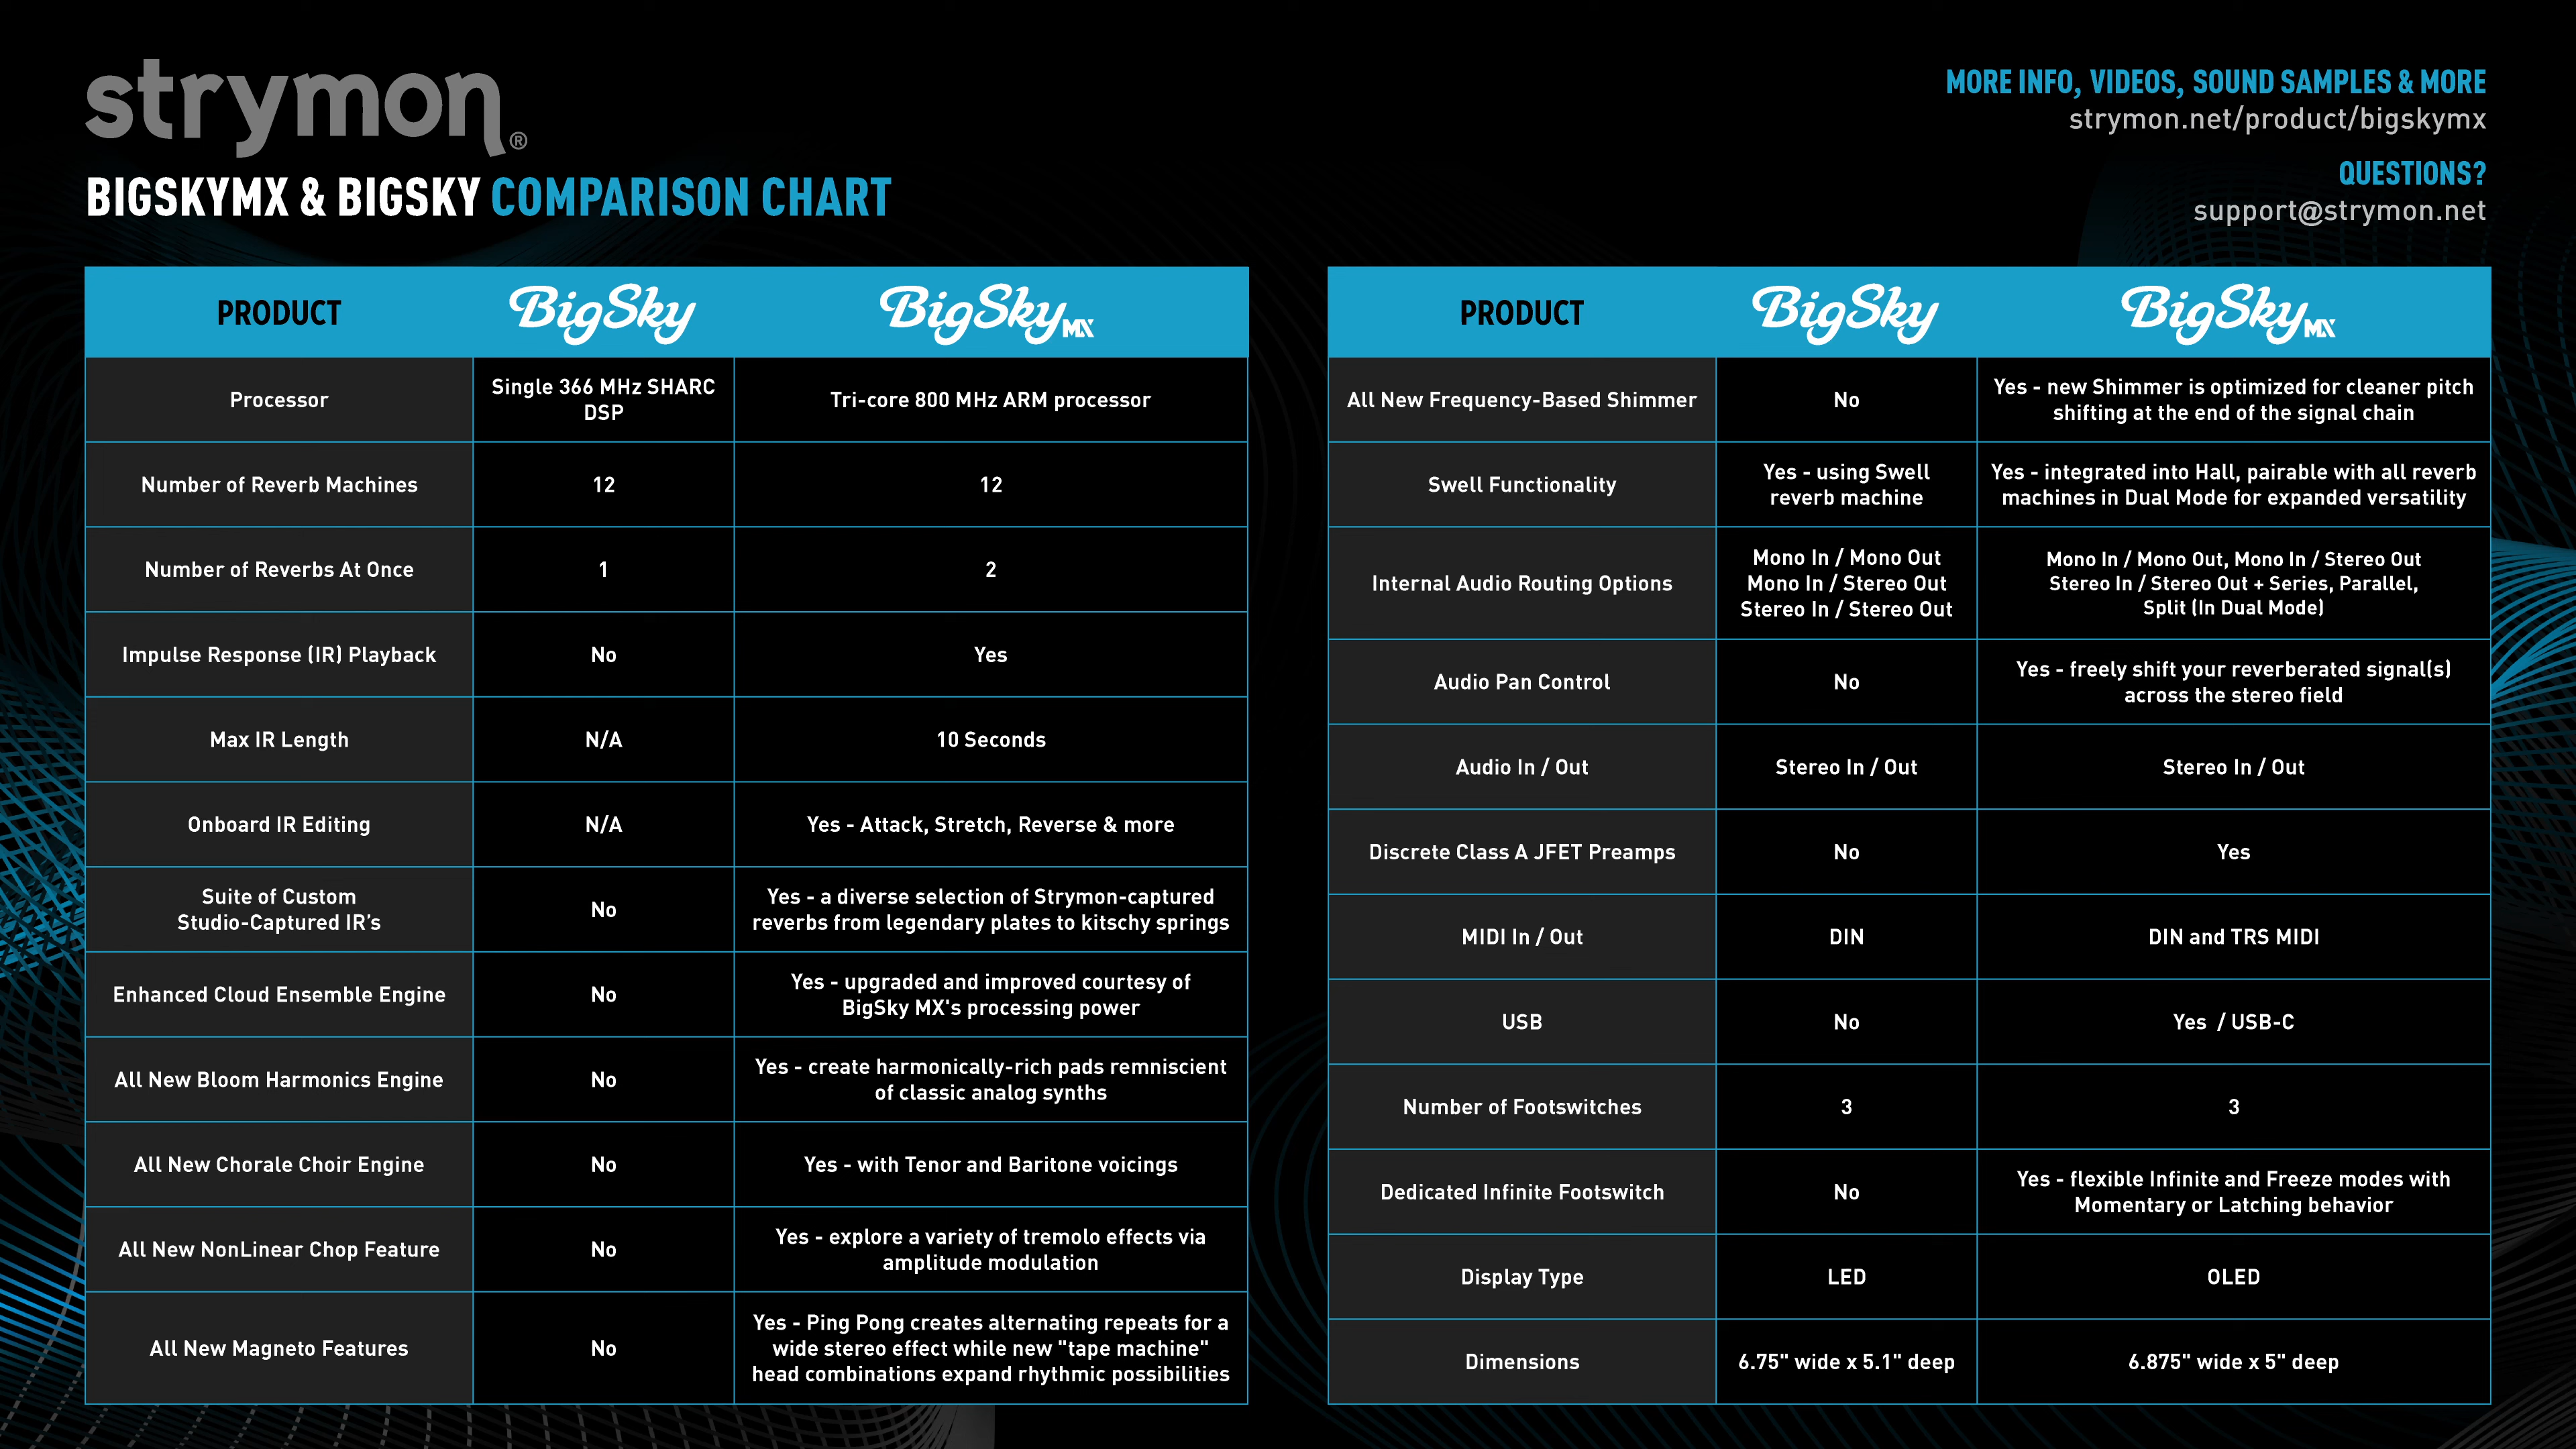 strymon®
BIGSKYMX & BIGSKY COMPARISON CHART
MORE INFO, VIDEOS, SOUND SAMPLES & MORE
strymon.net/product/bigskymx
QUESTIONS?
support@strymon.net
PRODUCT BigSky BigSky MX
Processor
Single 366 MHz SHARC
DSP
Tri-core 800 MHz ARM processor
Number of Reverb Machines
12
12
Number of Reverbs At Once
1
2
Impulse Response (IR) Playback
No
Yes
Max IR Length
N/A
10 Seconds
Onboard IR Editing
N/A
Yes - Attack, Stretch, Reverse & more
Suite of Custom
Studio-Captured IR’s
No
Yes - a diverse selection of Strymon-captured
reverbs from legendary plates to kitschy springs
Enhanced Cloud Ensemble Engine
No
Yes - upgraded and improved courtesy of
BigSky MX's processing power
All New Bloom Harmonics Engine
No
Yes - create harmonically-rich pads remniscient
of classic analog synths
All New Chorale Choir Engine
No
Yes - with Tenor and Baritone voicings
All New NonLinear Chop Feature
No
Yes - explore a variety of tremolo effects via
amplitude modulation
All New Magneto Features
No
Yes - Ping Pong creates alternating repeats for a
wide stereo effect while new "tape machine"
head combinations expand rhythmic possibilities
PRODUCT BigSky BigSky MX
All New Frequency-Based Shimmer
No
Yes - new Shimmer is optimized for cleaner pitch
shifting at the end of the signal chain
Swell Functionality
Yes - using Swell
reverb machine
Yes - integrated into Hall, pairable with all reverb
machines in Dual Mode for expanded versatility
Internal Audio Routing Options
Mono In / Mono Out
Mono In / Stereo Out
Stereo In / Stereo Out
Mono In / Mono Out, Mono In / Stereo Out
Stereo In / Stereo Out + Series, Parallel,
Split (In Dual Mode)
Audio Pan Control
No
Yes - freely shift your reverberated signal(s)
across the stereo field
Audio In / Out
Stereo In / Out
Stereo In / Out
Discrete Class A JFET Preamps
No
Yes
MIDI In / Out
DIN
DIN and TRS MIDI
USB
No
Yes / USB-C
Number of Footswitches
3
3
Dedicated Infinite Footswitch
No
Yes - flexible Infinite and Freeze modes with
Momentary or Latching behavior
Display Type
LED
OLED
Dimensions
6.75" wide x 5.1" deep
6.875" wide x 5" deep